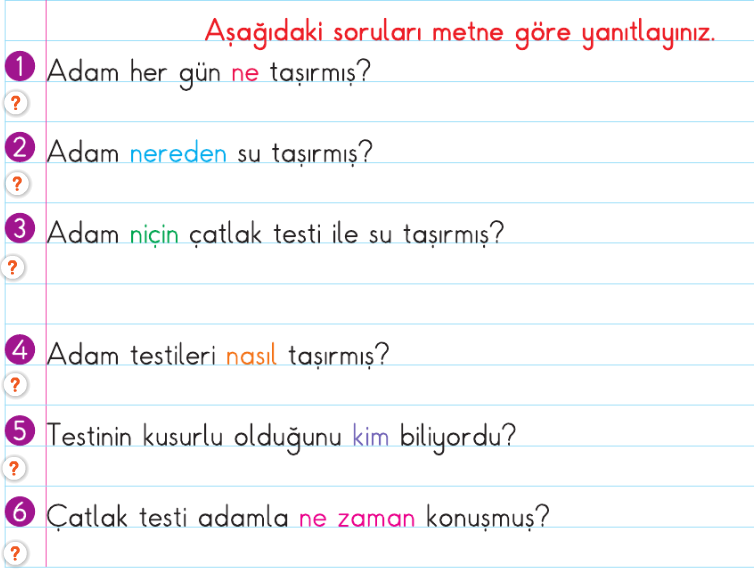 Aşağıdaki soruları metne göre yanıtlayınız.
1 Adam her gün ne taşırmış?
?
2 Adam nereden su taşırmış?
?
3 Adam niçin çatlak testi ile su taşırmış?
?
4 Adam testileri nasıl taşırmış?
?
5 Testinin kusurlu olduğunu kim biliyordu?
?
6 Çatlak testi adamla ne zaman konuşmuş?
?